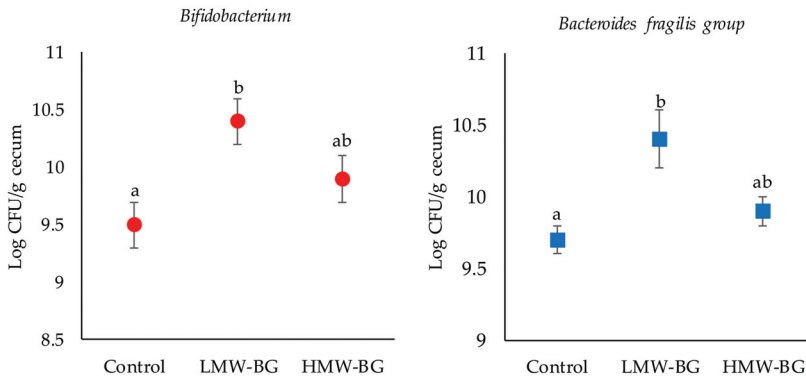 Bifidobacterium
Log CFU/g cecum
11
10.5
10
9.5
9
8.5
a
b
ab
Control LMW-BG HMW-BG
Bacteroides fragilis group
Log CFU/g cecum
11
10.5
10
9.5
9
a
b
ab
Control LMW-BG HMW-BG